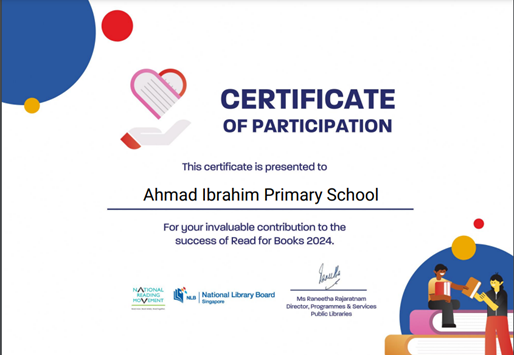 CERTIFICATE
OF PARTICIPATION
This certificate is presented to
Ahmad Ibrahim Primary School
For your invaluable contribution to the
success of Read for Books 2024.
NATIONAL
READING
MOVEMENT
NLB National Library Board
Singapore
Ms Raneetha Rajaratnam
Director, Programmes & Services
Public Libraries